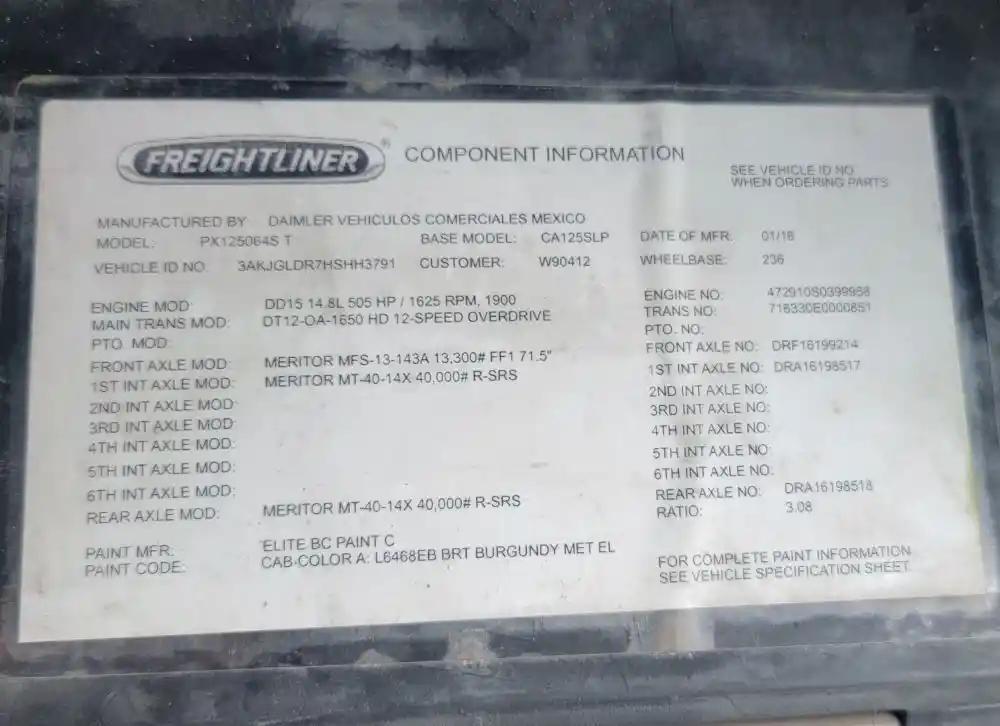 FREIGHTLINER ® COMPONENT INFORMATION
SEE VEHICLE ID NO
WHEN ORDERING PARTS
MANUFACTURED BY DAIMLER VEHICULOS COMERCIALES MEXICO
MODEL: PX125064S T BASE MODEL: CA125SLP DATE OF MFR: 01/16
VEHICLE ID NO. 3AKJGLDR7HSHH3791 CUSTOMER: W90412 WHEELBASE: 236
ENGINE MOD: DD15 14.8L 505 HP / 1625 RPM, 1900 ENGINE NO: 472910S0399958
MAIN TRANS MOD: DT12-OA-1650 HD 12-SPEED OVERDRIVE TRANS NO: 716330E0000851
PTO MOD: PTO. NO:
FRONT AXLE MOD: MERITOR MFS-13-143A 13,300# FF1 71.5" FRONT AXLE NO: DRF16199214
1ST INT AXLE MOD: MERITOR MT-40-14X 40,000# R-SRS 1ST INT AXLE NO: DRA16198517
2ND INT AXLE MOD: 2ND INT AXLE NO:
3RD INT AXLE MOD: 3RD INT AXLE NO:
4TH INT AXLE MOD: 4TH INT AXLE NO:
5TH INT AXLE MOD: 5TH INT AXLE NO
6TH INT AXLE MOD: 6TH INT AXLE NO.
REAR AXLE MOD: MERITOR MT-40-14X 40,000# R-SRS REAR AXLE NO: DRA16198518
RATIO: 3.08
PAINT MFR: ELITE BC PAINT C
PAINT CODE: CAB-COLOR A: L6468EB BRT BURGUNDY MET EL
FOR COMPLETE PAINT INFORMATION
SEE VEHICLE SPECIFICATION SHEET.